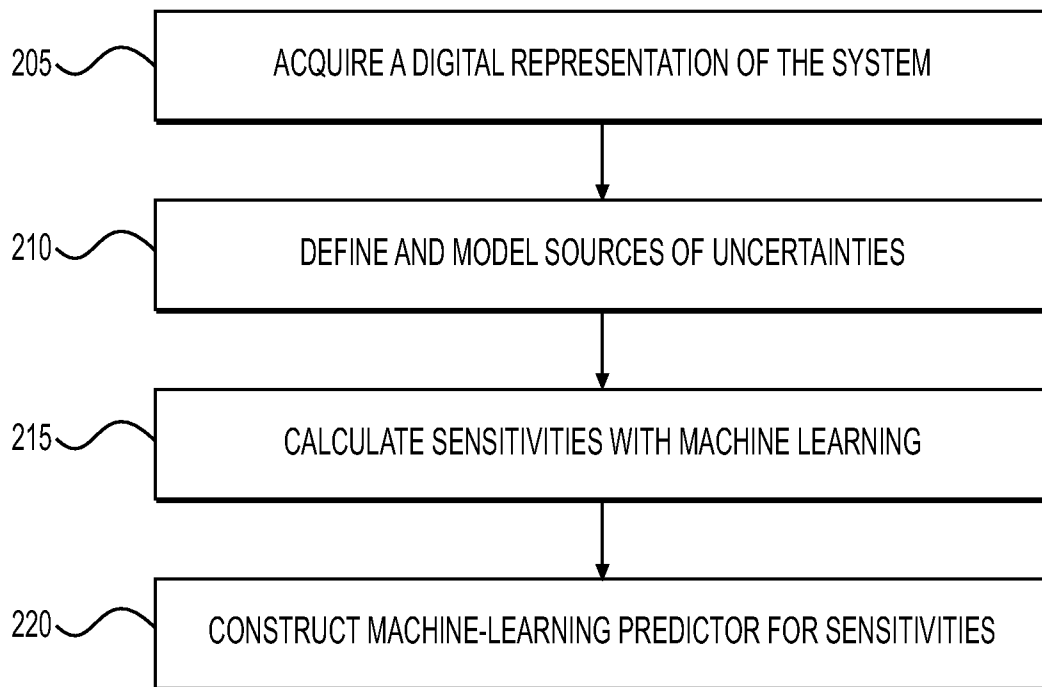 205
ACQUIRE A DIGITAL REPRESENTATION OF THE SYSTEM
210
DEFINE AND MODEL SOURCES OF UNCERTAINTIES
215
CALCULATE SENSITIVITIES WITH MACHINE LEARNING
220
CONSTRUCT MACHINE-LEARNING PREDICTOR FOR SENSITIVITIES